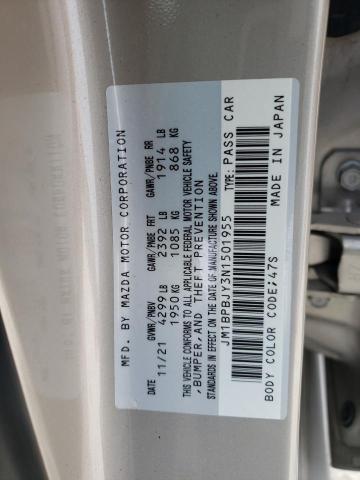 MFD. BY MAZDA MOTOR CORPORATION
GVWR/PNBV GAWR/PNBE FRT GAWR/PNBE RR
11/21 4299 LB 2392 LB 1914 LB
DATE 1950 KG 1085 KG 868 KG
THIS VEHICLE CONFORMS TO ALL APPLICABLE FEDERAL MOTOR VEHICLE SAFETY
, BUMPER, AND THEFT PREVENTION
STANDARDS IN EFFECT ON THE DATE OF MANUFACTURE SHOWN ABOVE.
JM1BPBJY3N1501955 TYPE: PASS CAR
BODY COLOR CODE;47S MADE IN JAPAN